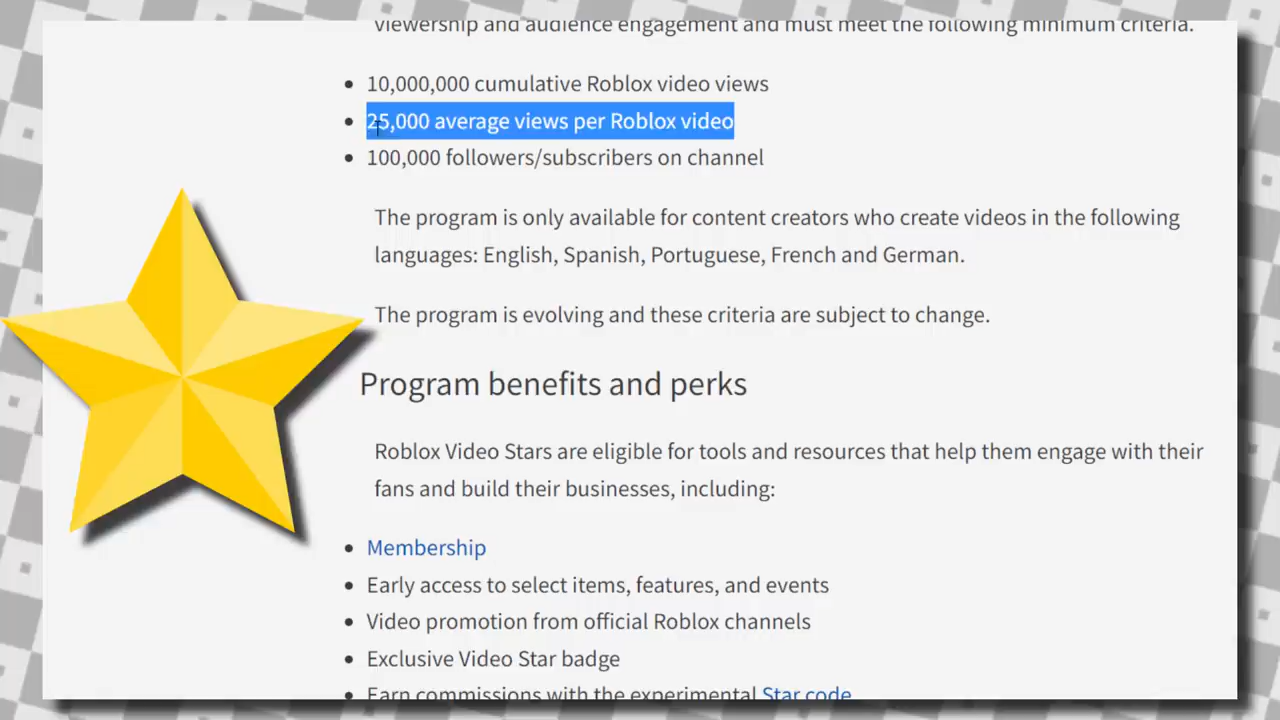 viewership and audience engagement and must meet the following minimum criteria.
• 10,000,000 cumulative Roblox video views
• 25,000 average views per Roblox video
• 100,000 followers/subscribers on channel
The program is only available for content creators who create videos in the following
languages: English, Spanish, Portuguese, French and German.
The program is evolving and these criteria are subject to change.
Program benefits and perks
Roblox Video Stars are eligible for tools and resources that help them engage with their
fans and build their businesses, including:
• Membership
• Early access to select items, features, and events
• Video promotion from official Roblox channels
• Exclusive Video Star badge
• Earn commissions with the experimental Star code